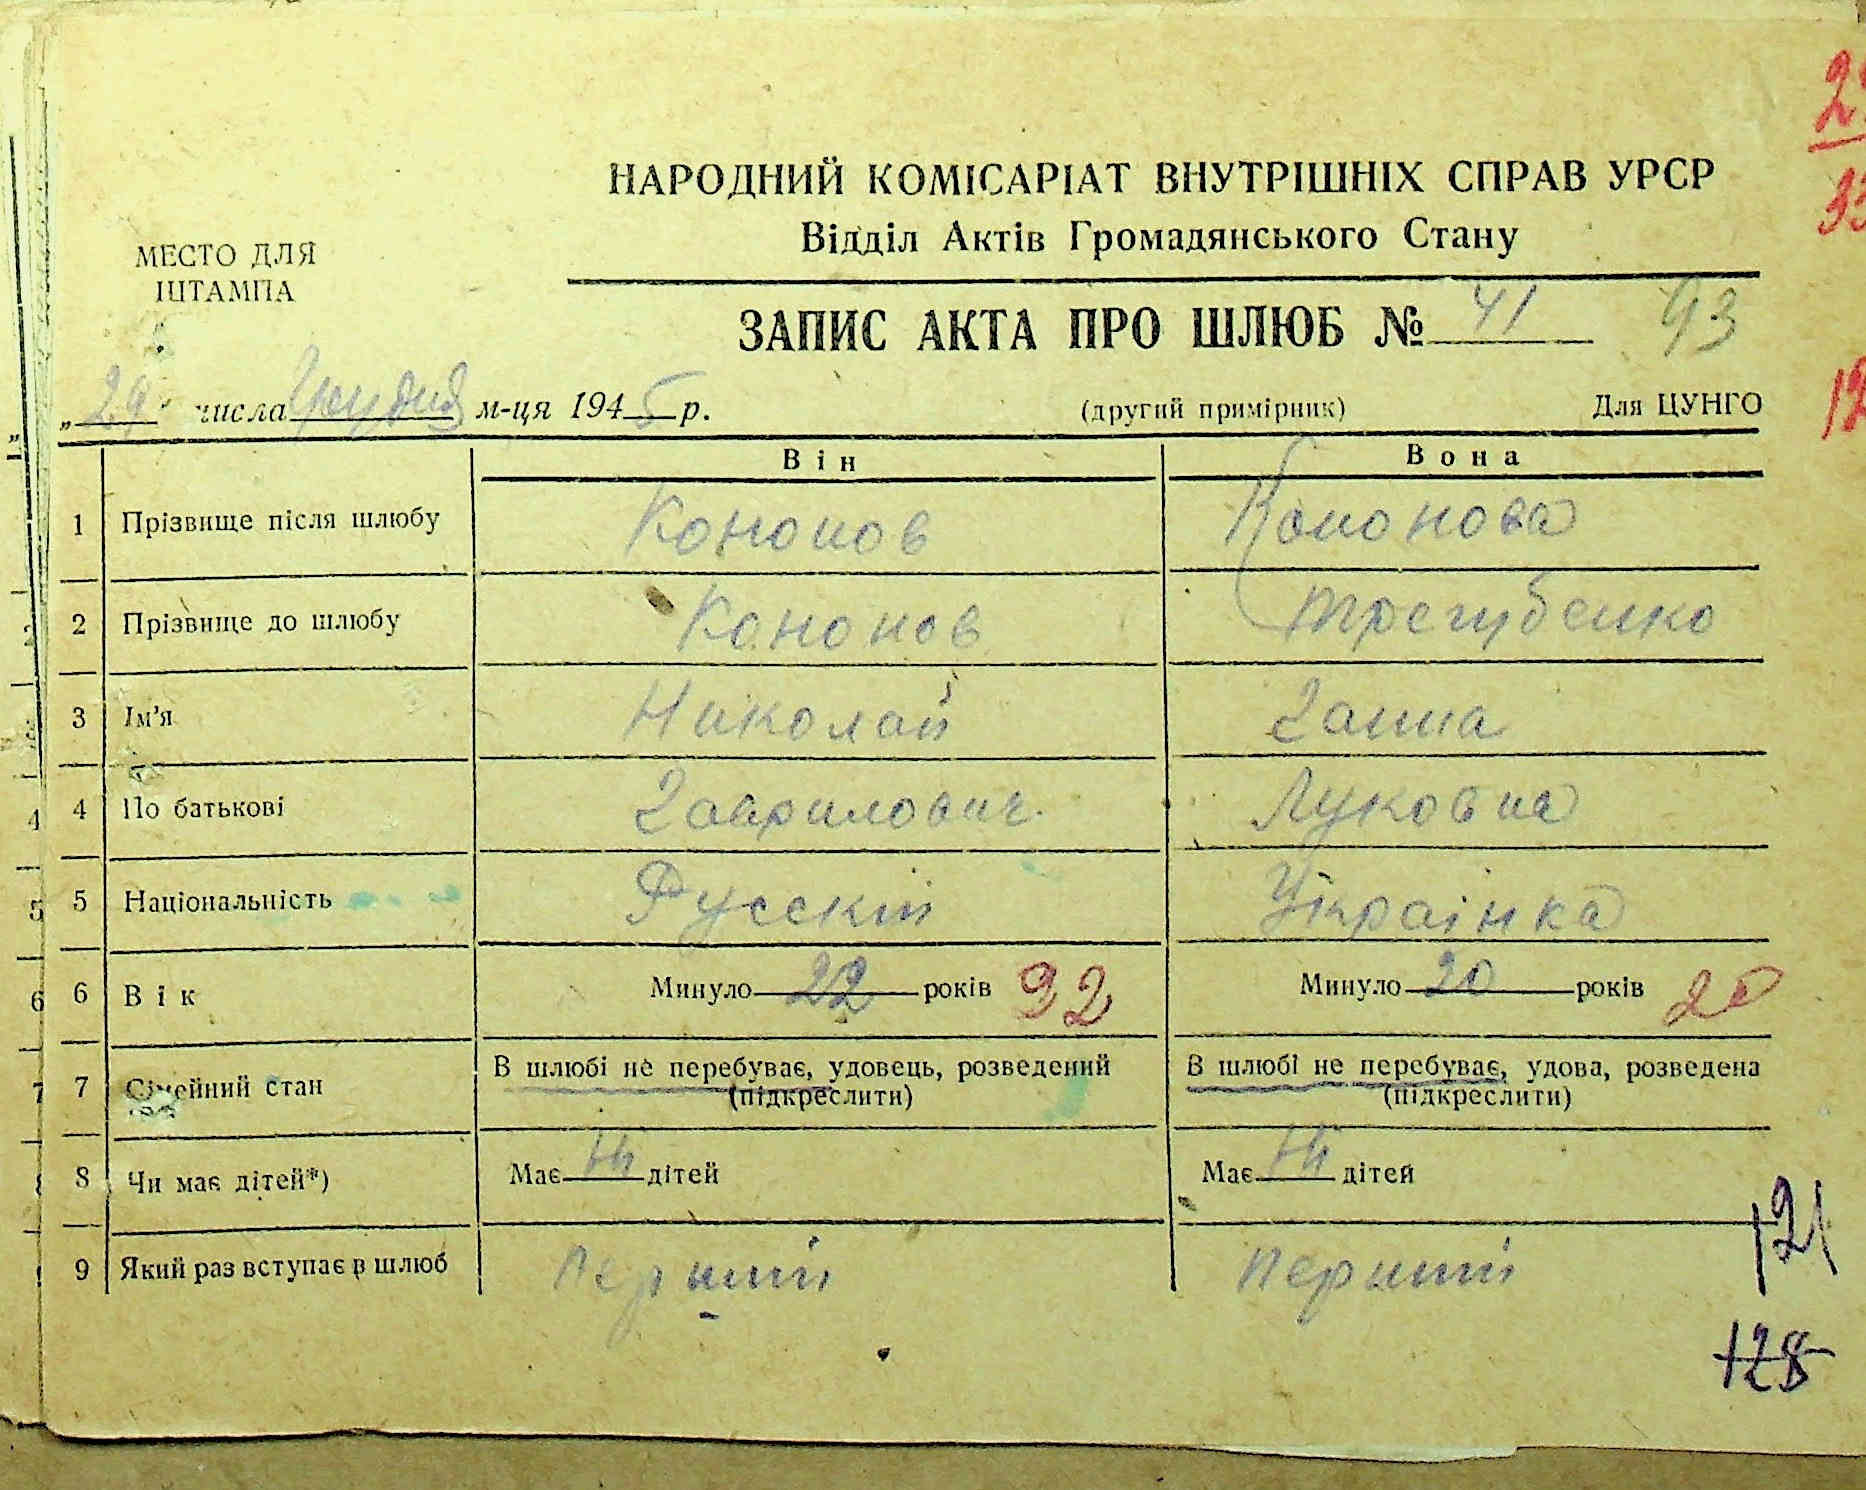 НАРОДНИЙ КОМІСАРІАТ ВНУТРІШНІХ СПРАВ УРСР
Відділ Актів Громадянського Стану
МЕСТО ДЛЯ
ШТАМПА
ЗАПИС АКТА ПРО ШЛЮБ № 41 93
„29" числа Грудня м-ця 1945 р. (другий примірник) Для ЦУНГО
Він Вона
1 Прізвище після шлюбу Кононов Кононова
2 Прізвище до шлюбу Кононов Трегубенко
3 Ім'я Николай Ганна
4 По батькові Гаврилович Луковна
5 Національність Русскій Українка
6 Вік Минуло 22 років 92 Минуло 20 років 20
7 Сімейний стан В шлюбі не перебуває, удовець, розведений (підкреслити) В шлюбі не перебуває, удова, розведена (підкреслити)
8 Чи має дітей*) Має ні дітей Має ні дітей
9 Який раз вступає в шлюб перший перший
121
128